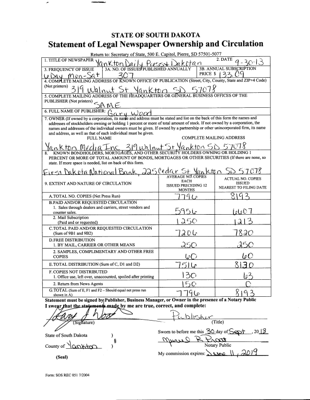 STATE OF SOUTH DAKOTA
Statement of Legal Newspaper Ownership and Circulation
Return to: Secretary of State, 500 E. Capitol, Pierre, SD 57501-5077
1. TITLE OF NEWSPAPER Yankton Daily Press & Dakotan 2. DATE 9-30-13
3. FREQUENCY OF ISSUE 6 Day Mon-Sat 3A. NO. OF ISSUES PUBLISHED ANNUALLY 307 3B. ANNUAL SUBSCRIPTION PRICE $ 133.09
4. COMPLETE MAILING ADDRESS OF KNOWN OFFICE OF PUBLICATION (Street, City, County, State and ZIP+4 Code)
(Not printers) 319 Walnut St Yankton SD 57078
5. COMPLETE MAILING ADDRESS OF THE HEADQUARTERS OR GENERAL BUSINESS OFFICES OF THE
PUBLISHER (Not printers) SAME
6. FULL NAME OF PUBLISHER: Gary Wood
7. OWNER (If owned by a corporation, its name and address must be stated and list on the back of this form the names and
addresses of stockholders owning or holding 1 percent or more of total amount of stock. If not owned by a corporation, the
names and addresses of the individual owners must be given. If owned by a partnership or other unincorporated firm, its name
and address, as well as that of each individual must be given.
FULL NAME COMPLETE MAILING ADDRESS
Yankton Media Inc. 319 Walnut St Yankton SD 57078
8. KNOWN BONDHOLDERS, MORTGAGES, AND OTHER SECURITY HOLDERS OWNING OR HOLDING 1
PERCENT OR MORE OF TOTAL AMOUNT OF BONDS, MORTGAGES OR OTHER SECURITIES (If there are none, so
state. If more space is needed, list on back of this form.
First Dakota National Bank, 225 Cedar St Yankton SD 57078
9. EXTENT AND NATURE OF CIRCULATION AVERAGE NO. COPIES EACH ISSUED PRECEDING 12 MONTHS ACTUAL NO. COPIES ISSUED NEAREST TO FILING DATE
A. TOTAL NO. COPIES (Net Press Run) 7796 8193
B. PAID AND/OR REQUESTED CIRCULATION
1. Sales through dealers and carriers, street vendors and
counter sales 5956 6607
2. Mail Subscription
(Paid and or requested) 1250 1213
C. TOTAL PAID AND/OR REQUESTED CIRCULATION
(Sum of 9B1 and 9B2) 7206 7820
D. FREE DISTRIBUTION
1. BY MAIL, CARRIER OR OTHER MEANS 250 250
2. SAMPLES, COMPLIMENTARY AND OTHER FREE
COPIES 60 60
E. TOTAL DISTRIBUTION (Sum of C, D1 and D2) 7516 8130
F. COPIES NOT DISTRIBUTED
1. Office use, left over, unaccounted, spoiled after printing 130 63
2. Return from News Agents 150 0
G. TOTAL (Sum of E, F1 and F2 - Should equal net press run
shown in A) 7796 8193
Statement must be signed by Publisher, Business Manager, or Owner in the presence of a Notary Public
I swear that the statements made by me are true, correct, and complete:
Gary L Wood Publisher
(Signature) (Title)
State of South Dakota )
County of Yankton ) §
Sworn to before me this 30 day of Sept, 2013
Notary Public
(Seal) My commission expires: June 11, 2019
Form: SOS REC 051 7/2004